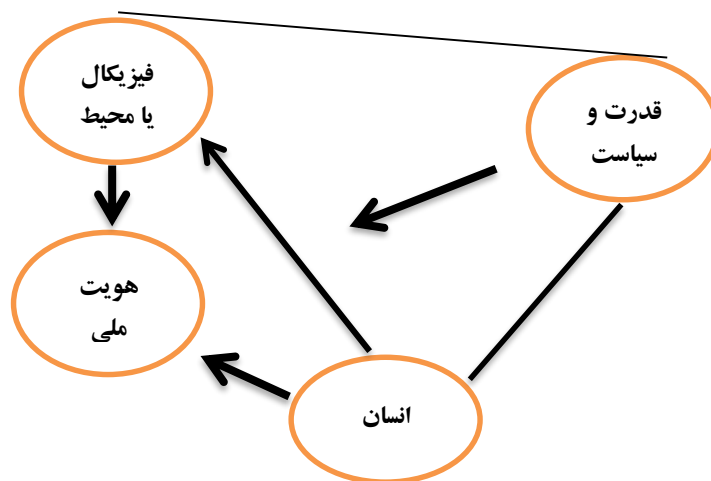 فیزیکال
یا محیط
قدرت و
سیاست
هویت
ملی
انسان